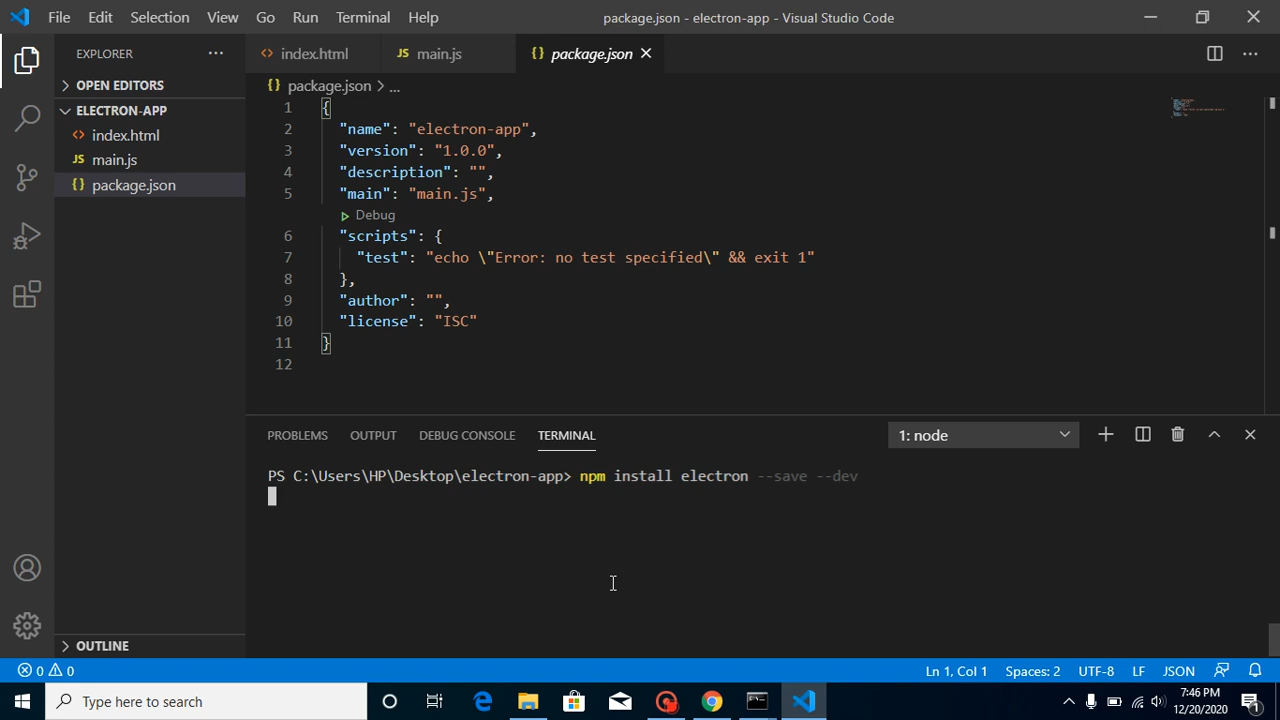 File Edit Selection View Go Run Terminal Help package.json - electron-app - Visual Studio Code
EXPLORER
OPEN EDITORS
ELECTRON-APP
<> index.html
JS main.js
{} package.json
OUTLINE
<> index.html JS main.js {} package.json
{} package.json > ...
1 {
2 "name": "electron-app",
3 "version": "1.0.0",
4 "description": "",
5 "main": "main.js",
Debug
6 "scripts": {
7 "test": "echo \"Error: no test specified\" && exit 1"
8 },
9 "author": "",
10 "license": "ISC"
11 }
12
PROBLEMS OUTPUT DEBUG CONSOLE TERMINAL 1: node
PS C:\Users\HP\Desktop\electron-app> npm install electron --save --dev
0 0 Ln 1, Col 1 Spaces: 2 UTF-8 LF JSON
Type here to search
7:46 PM
12/20/2020
1